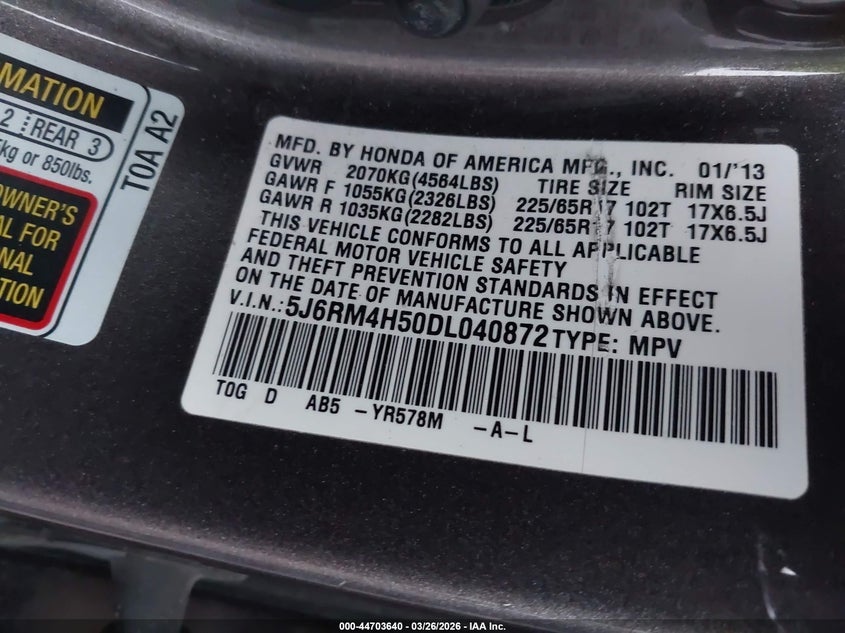 MATION
2 REAR 3
kg or 850lbs.
OWNER'S
AL FOR
ONAL
TION
T0A A2
MFD. BY HONDA OF AMERICA MFG., INC. 01/'13
GVWR 2070KG(4564LBS) TIRE SIZE RIM SIZE
GAWR F 1055KG(2326LBS) 225/65R17 102T 17X6.5J
GAWR R 1035KG(2282LBS) 225/65R17 102T 17X6.5J
THIS VEHICLE CONFORMS TO ALL APPLICABLE
FEDERAL MOTOR VEHICLE SAFETY
AND THEFT PREVENTION STANDARDS IN EFFECT
ON THE DATE OF MANUFACTURE SHOWN ABOVE.
V.I.N.:5J6RM4H50DL040872 TYPE: MPV
T0G D AB5 -YR578M -A-L
000-44703640 - 03/26/2026 - IAA Inc.